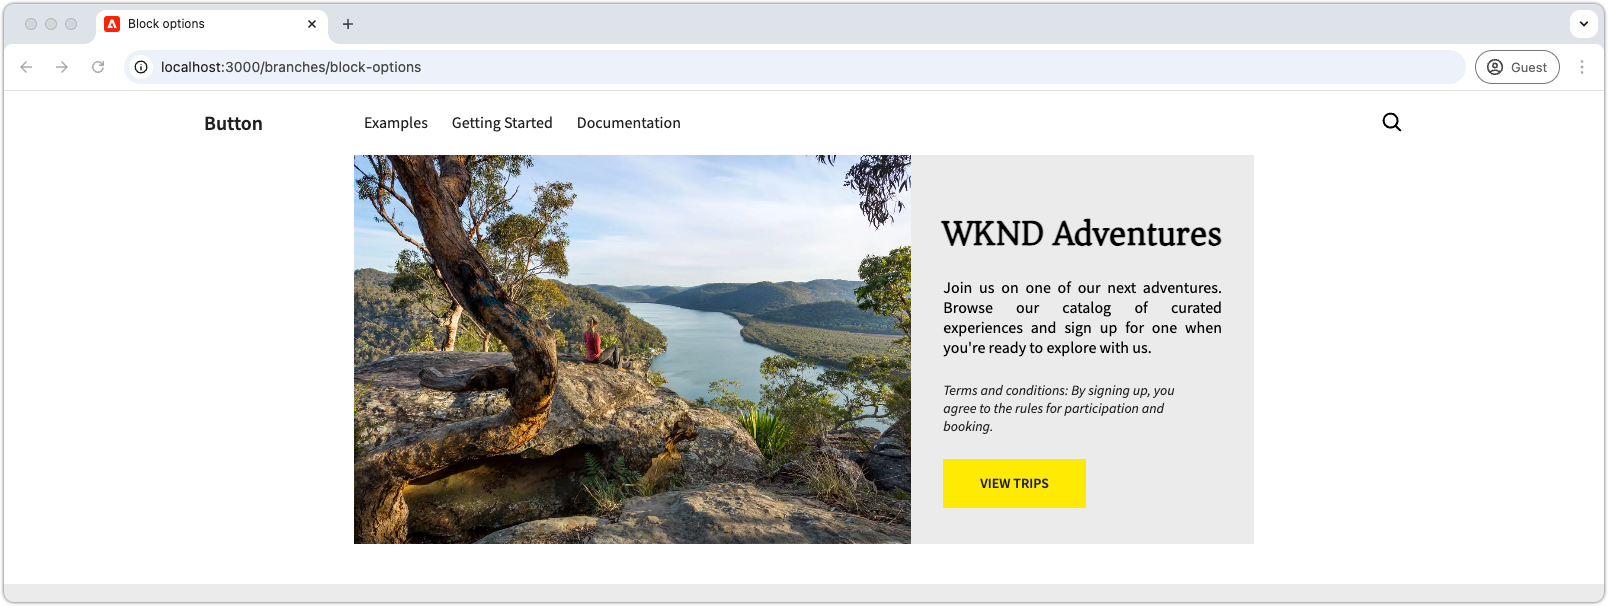 Block options
localhost:3000/branches/block-options
Guest
Button
Examples
Getting Started
Documentation
WKND Adventures
Join us on one of our next adventures.
Browse our catalog of curated
experiences and sign up for one when
you're ready to explore with us.
Terms and conditions: By signing up, you
agree to the rules for participation and
booking.
VIEW TRIPS